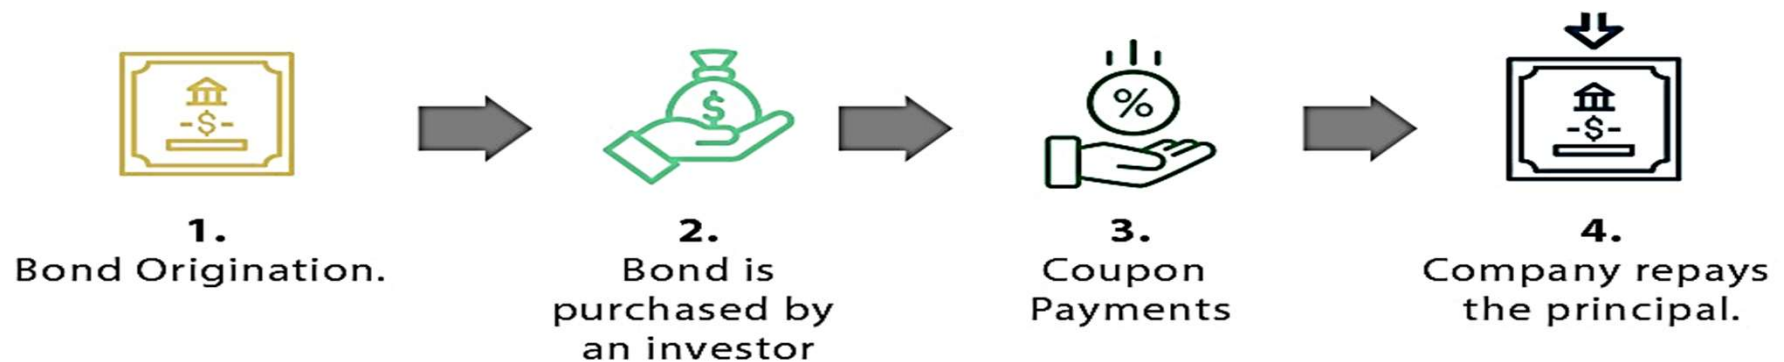 -$-
$
%
-$-
1.
Bond Origination.
2.
Bond is
purchased by
an investor
3.
Coupon
Payments
4.
Company repays
the principal.